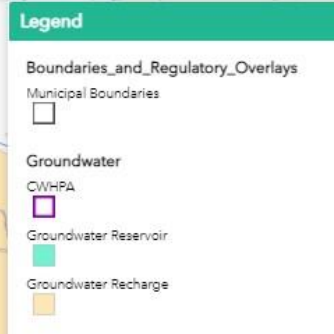 Legend
Boundaries_and_Regulatory_Overlays
Municipal Boundaries
Groundwater
CWHPA
Groundwater Reservoir
Groundwater Recharge